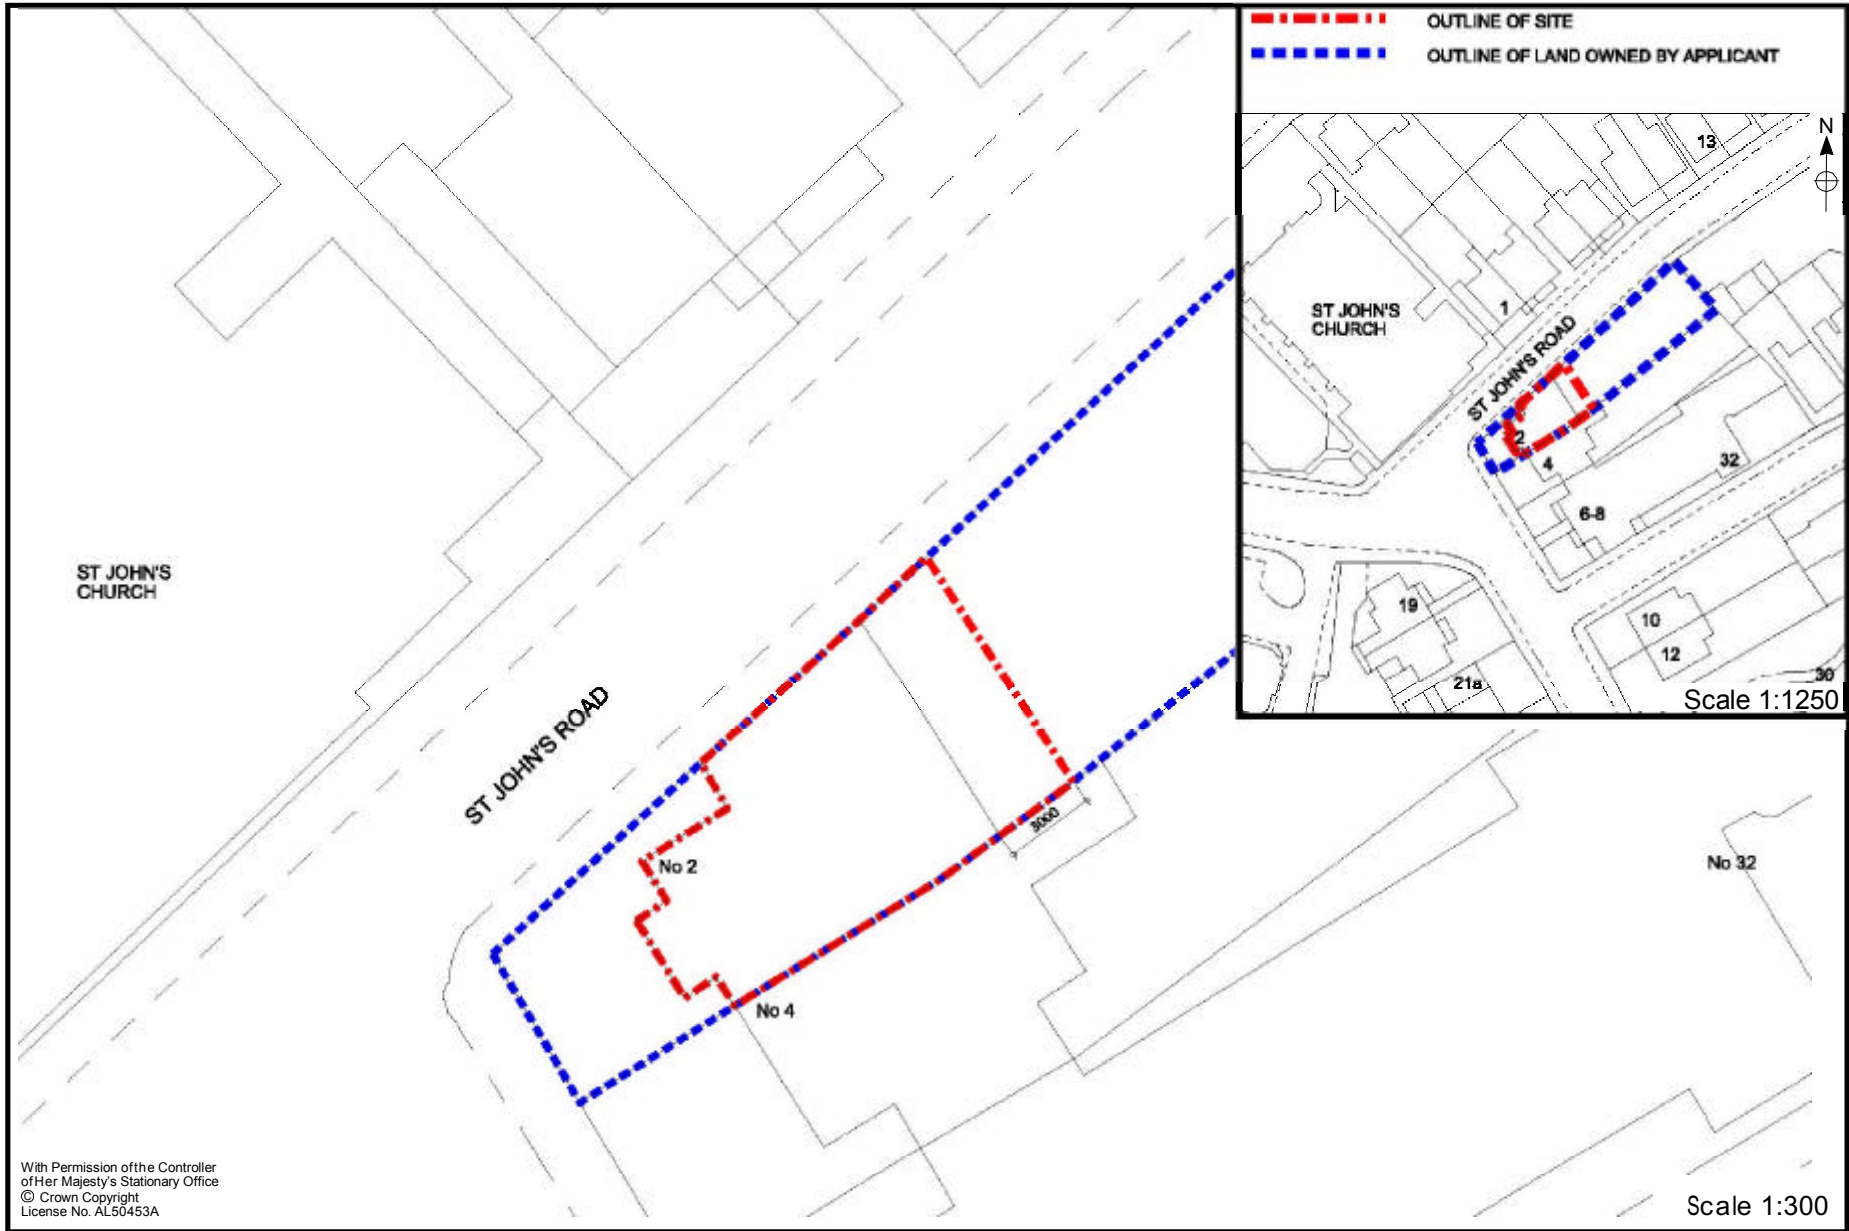 OUTLINE OF SITE
OUTLINE OF LAND OWNED BY APPLICANT
N
13
1
ST JOHN'S
CHURCH
ST JOHN'S ROAD
2
4
32
6-8
19
10
12
21a
30
Scale 1:1250
ST JOHN'S
CHURCH
ST JOHN'S ROAD
3000
No 2
No 32
No 4
With Permission of the Controller
of Her Majesty's Stationary Office
© Crown Copyright
License No. AL50453A
Scale 1:300